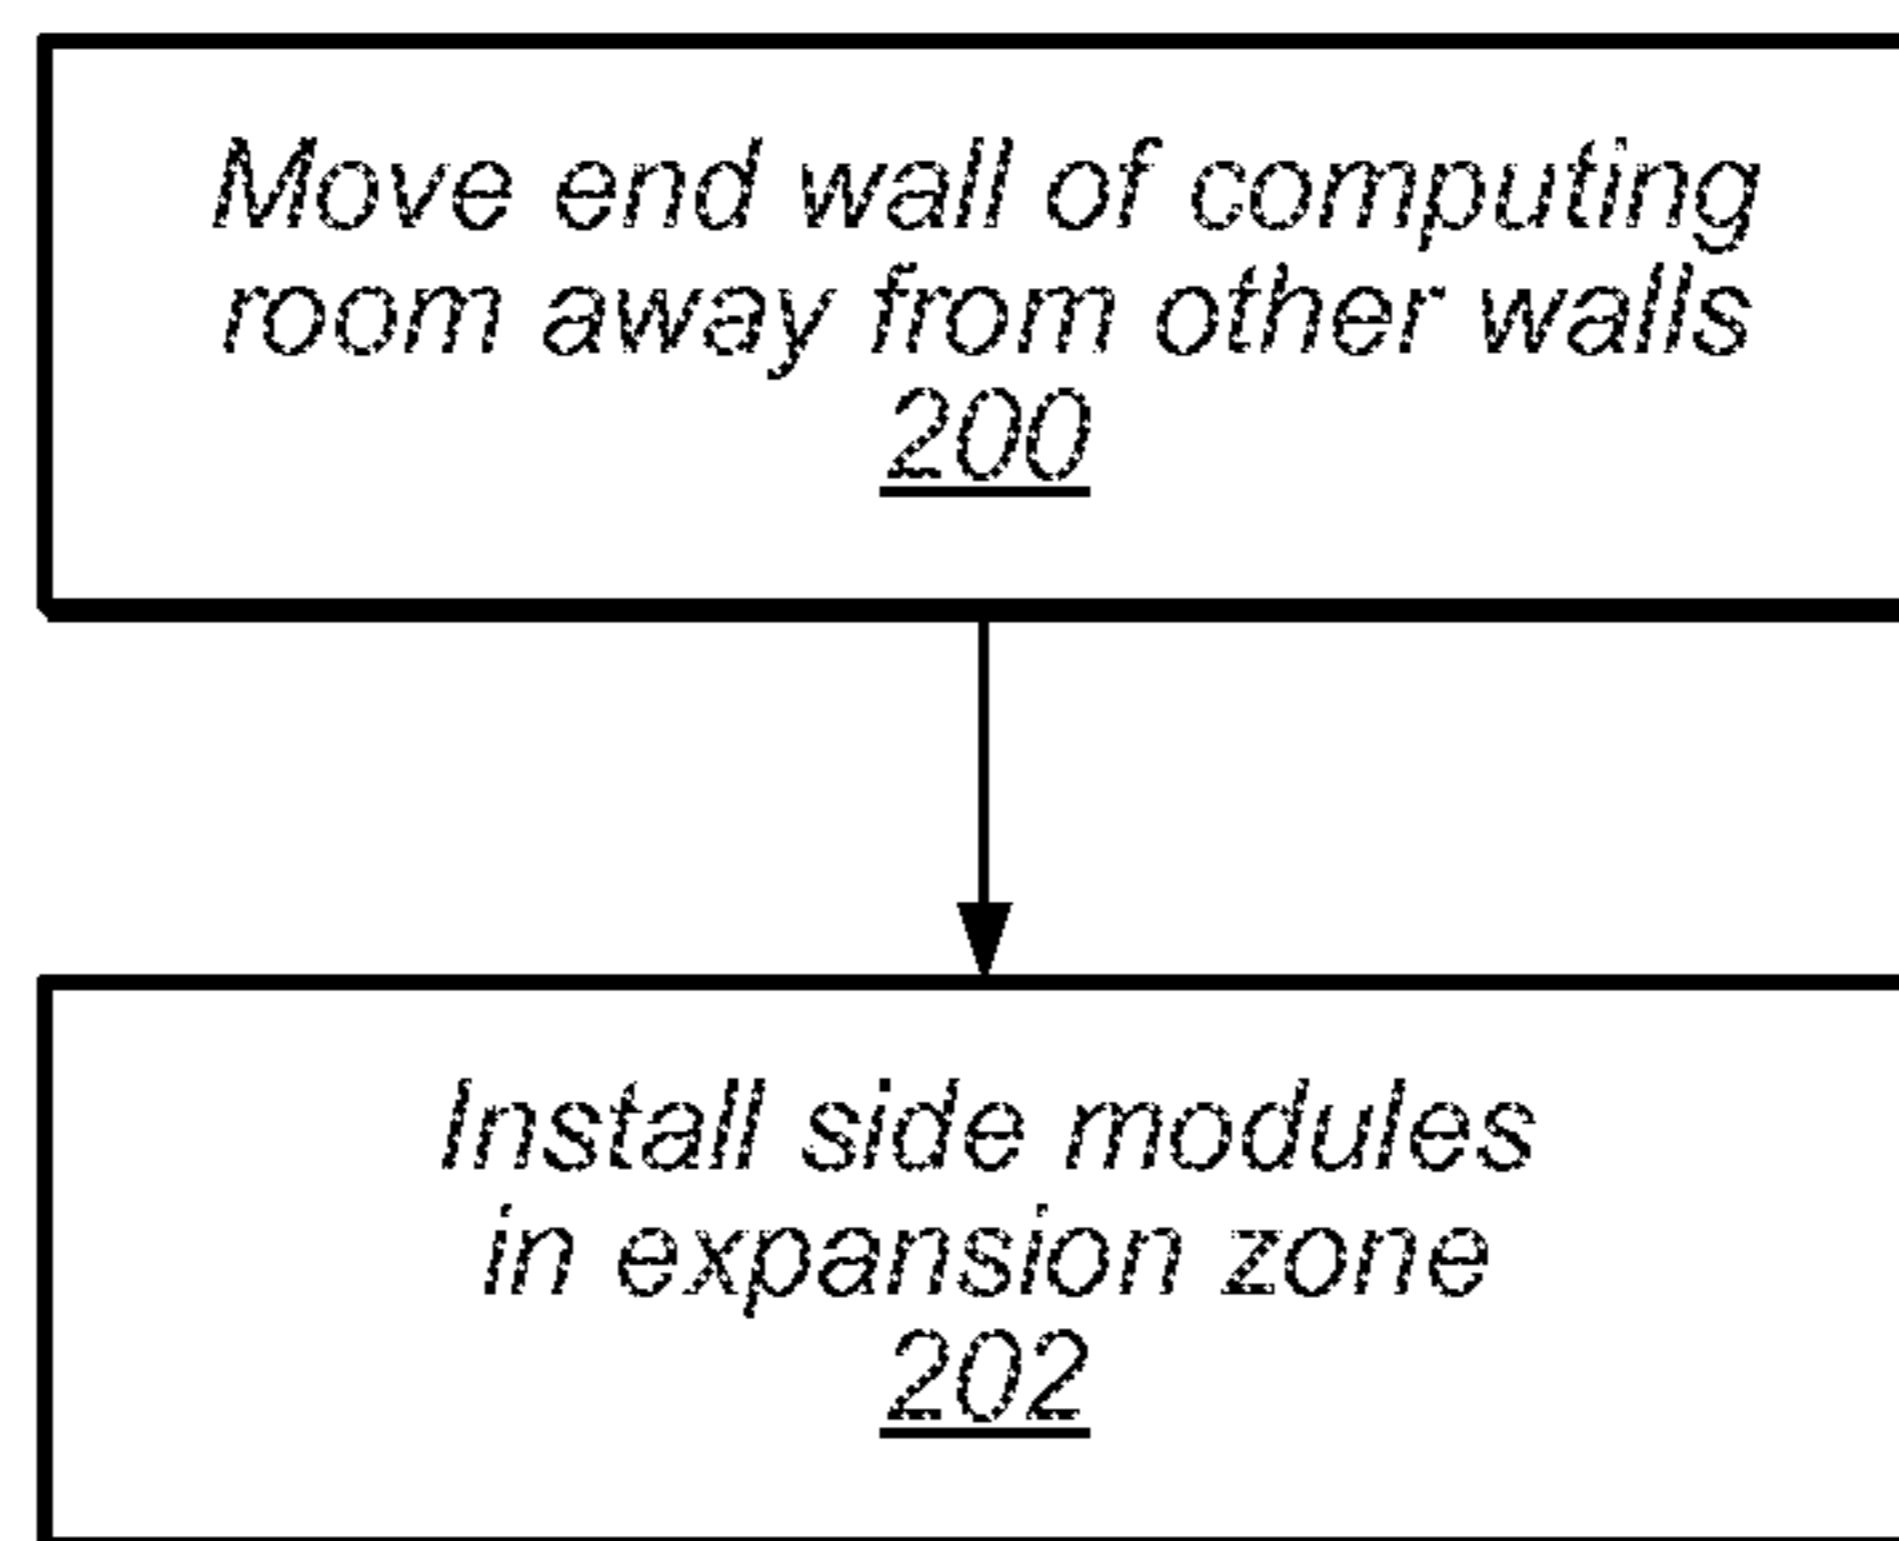 Move end wall of computing
room away from other walls
200
Install side modules
in expansion zone
202